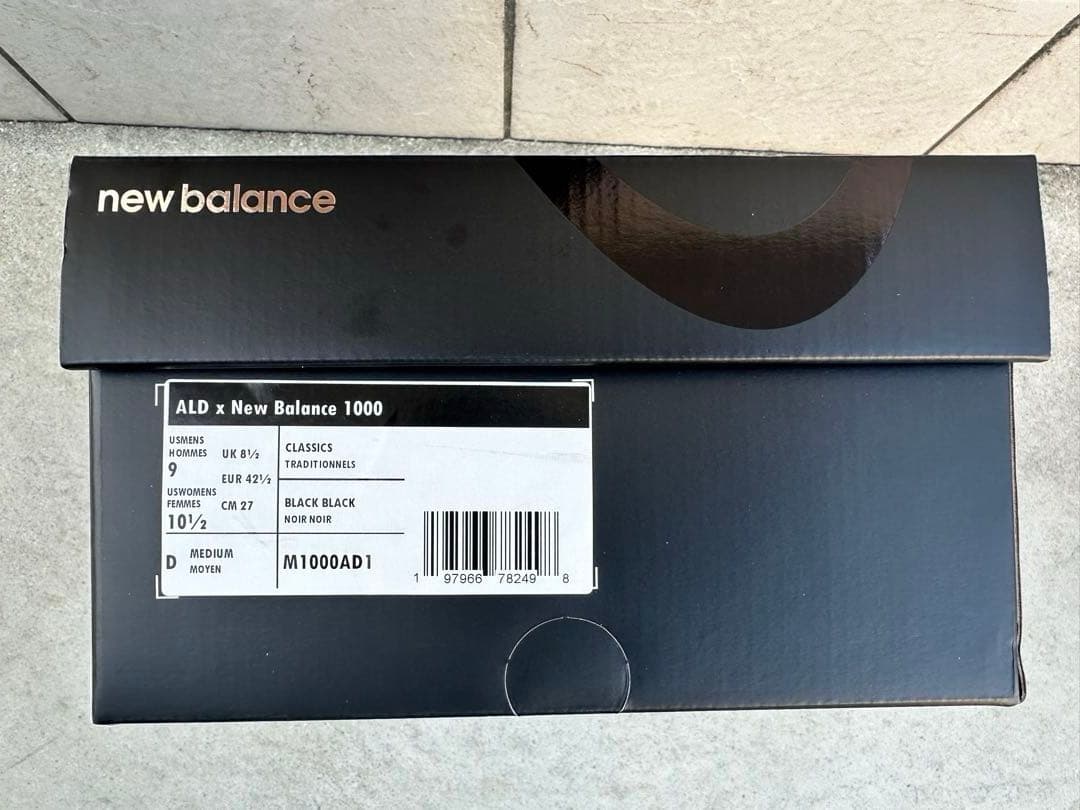 new balance
ALD x New Balance 1000
USMENS
HOMMES
9
UK 8½
EUR 42½
USWOMENS
FEMMES
10½
CM 27
CLASSICS
TRADITIONNELS
BLACK BLACK
NOIR NOIR
D MEDIUM
MOYEN
M1000AD1
1 97966 78249 8